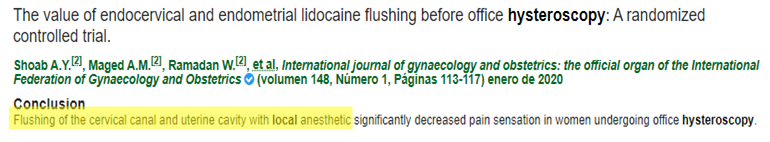 The value of endocervical and endometrial lidocaine flushing before office hysteroscopy: A randomized
controlled trial.
Shoab A.Y.[2], Maged A.M.[2], Ramadan W.[2], et al. International journal of gynaecology and obstetrics: the official organ of the International
Federation of Gynaecology and Obstetrics (volumen 148, Número 1, Páginas 113-117) enero de 2020
Conclusion
Flushing of the cervical canal and uterine cavity with local anesthetic significantly decreased pain sensation in women undergoing office hysteroscopy.